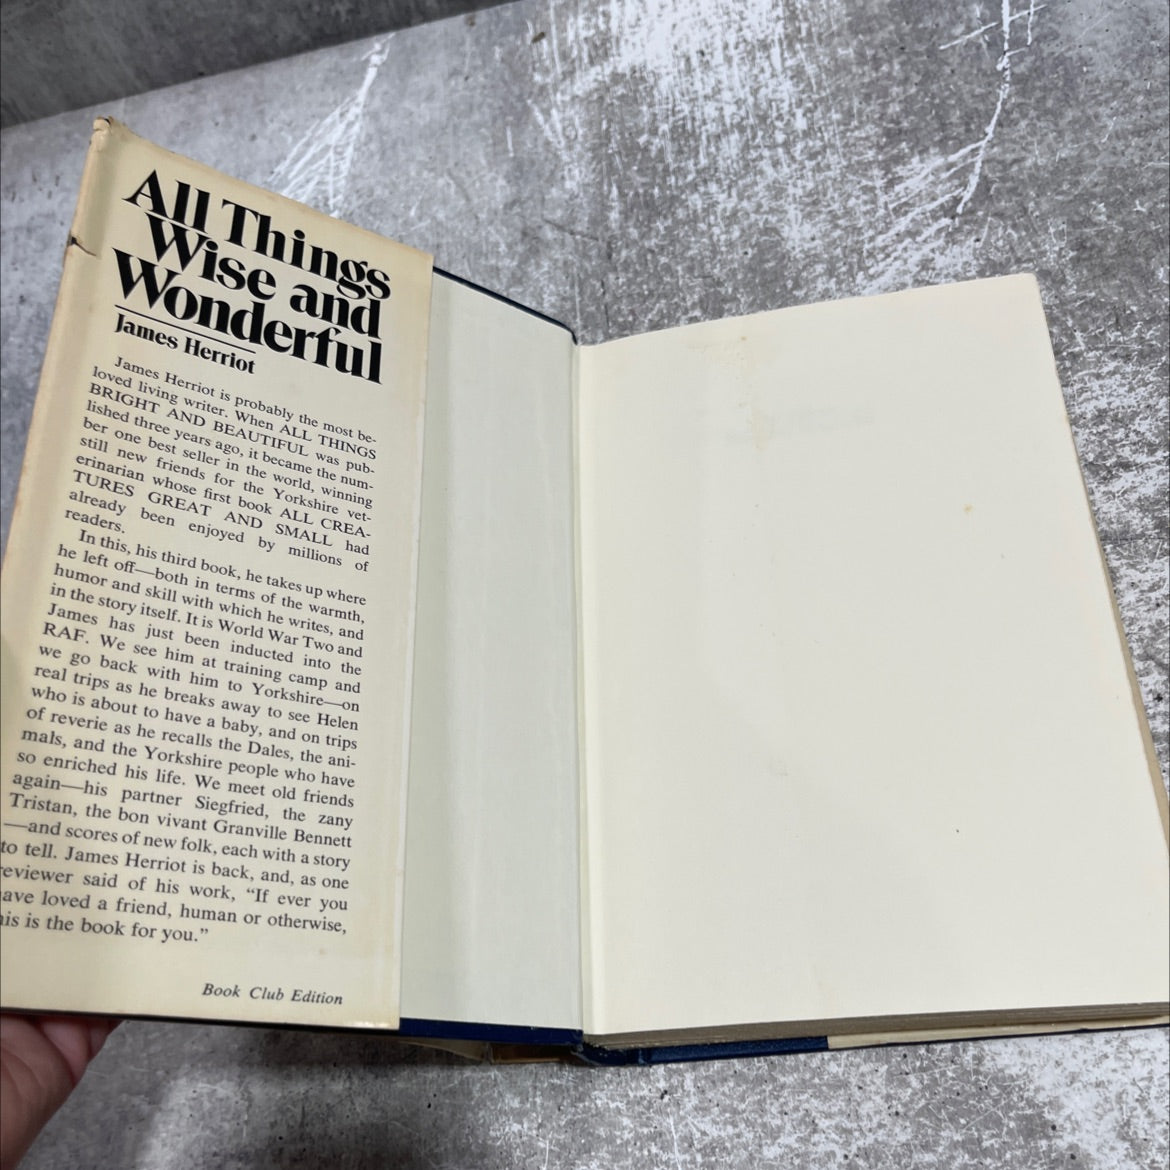 All Things
Wise and
Wonderful
James Herriot
James Herriot is probably the most be-
loved living writer. When ALL THINGS
BRIGHT AND BEAUTIFUL was pub-
lished three years ago, it became the num-
ber one best seller in the world, winning
still new friends for the Yorkshire vet-
erinarian whose first book ALL CREA-
TURES GREAT AND SMALL had
already been enjoyed by millions of
readers.
In this, his third book, he takes up where
he left off—both in terms of the warmth,
humor and skill with which he writes, and
in the story itself. It is World War Two and
James has just been inducted into the
RAF. We see him at training camp and
we go back with him to Yorkshire—on
real trips as he breaks away to see Helen
who is about to have a baby, and on trips
of reverie as he recalls the Dales, the ani-
mals, and the Yorkshire people who have
so enriched his life. We meet old friends
again—his partner Siegfried, the zany
Tristan, the bon vivant Granville Bennett
—and scores of new folk, each with a story
to tell. James Herriot is back, and, as one
eviewer said of his work, “If ever you
ave loved a friend, human or otherwise,
his is the book for you.”
Book Club Edition